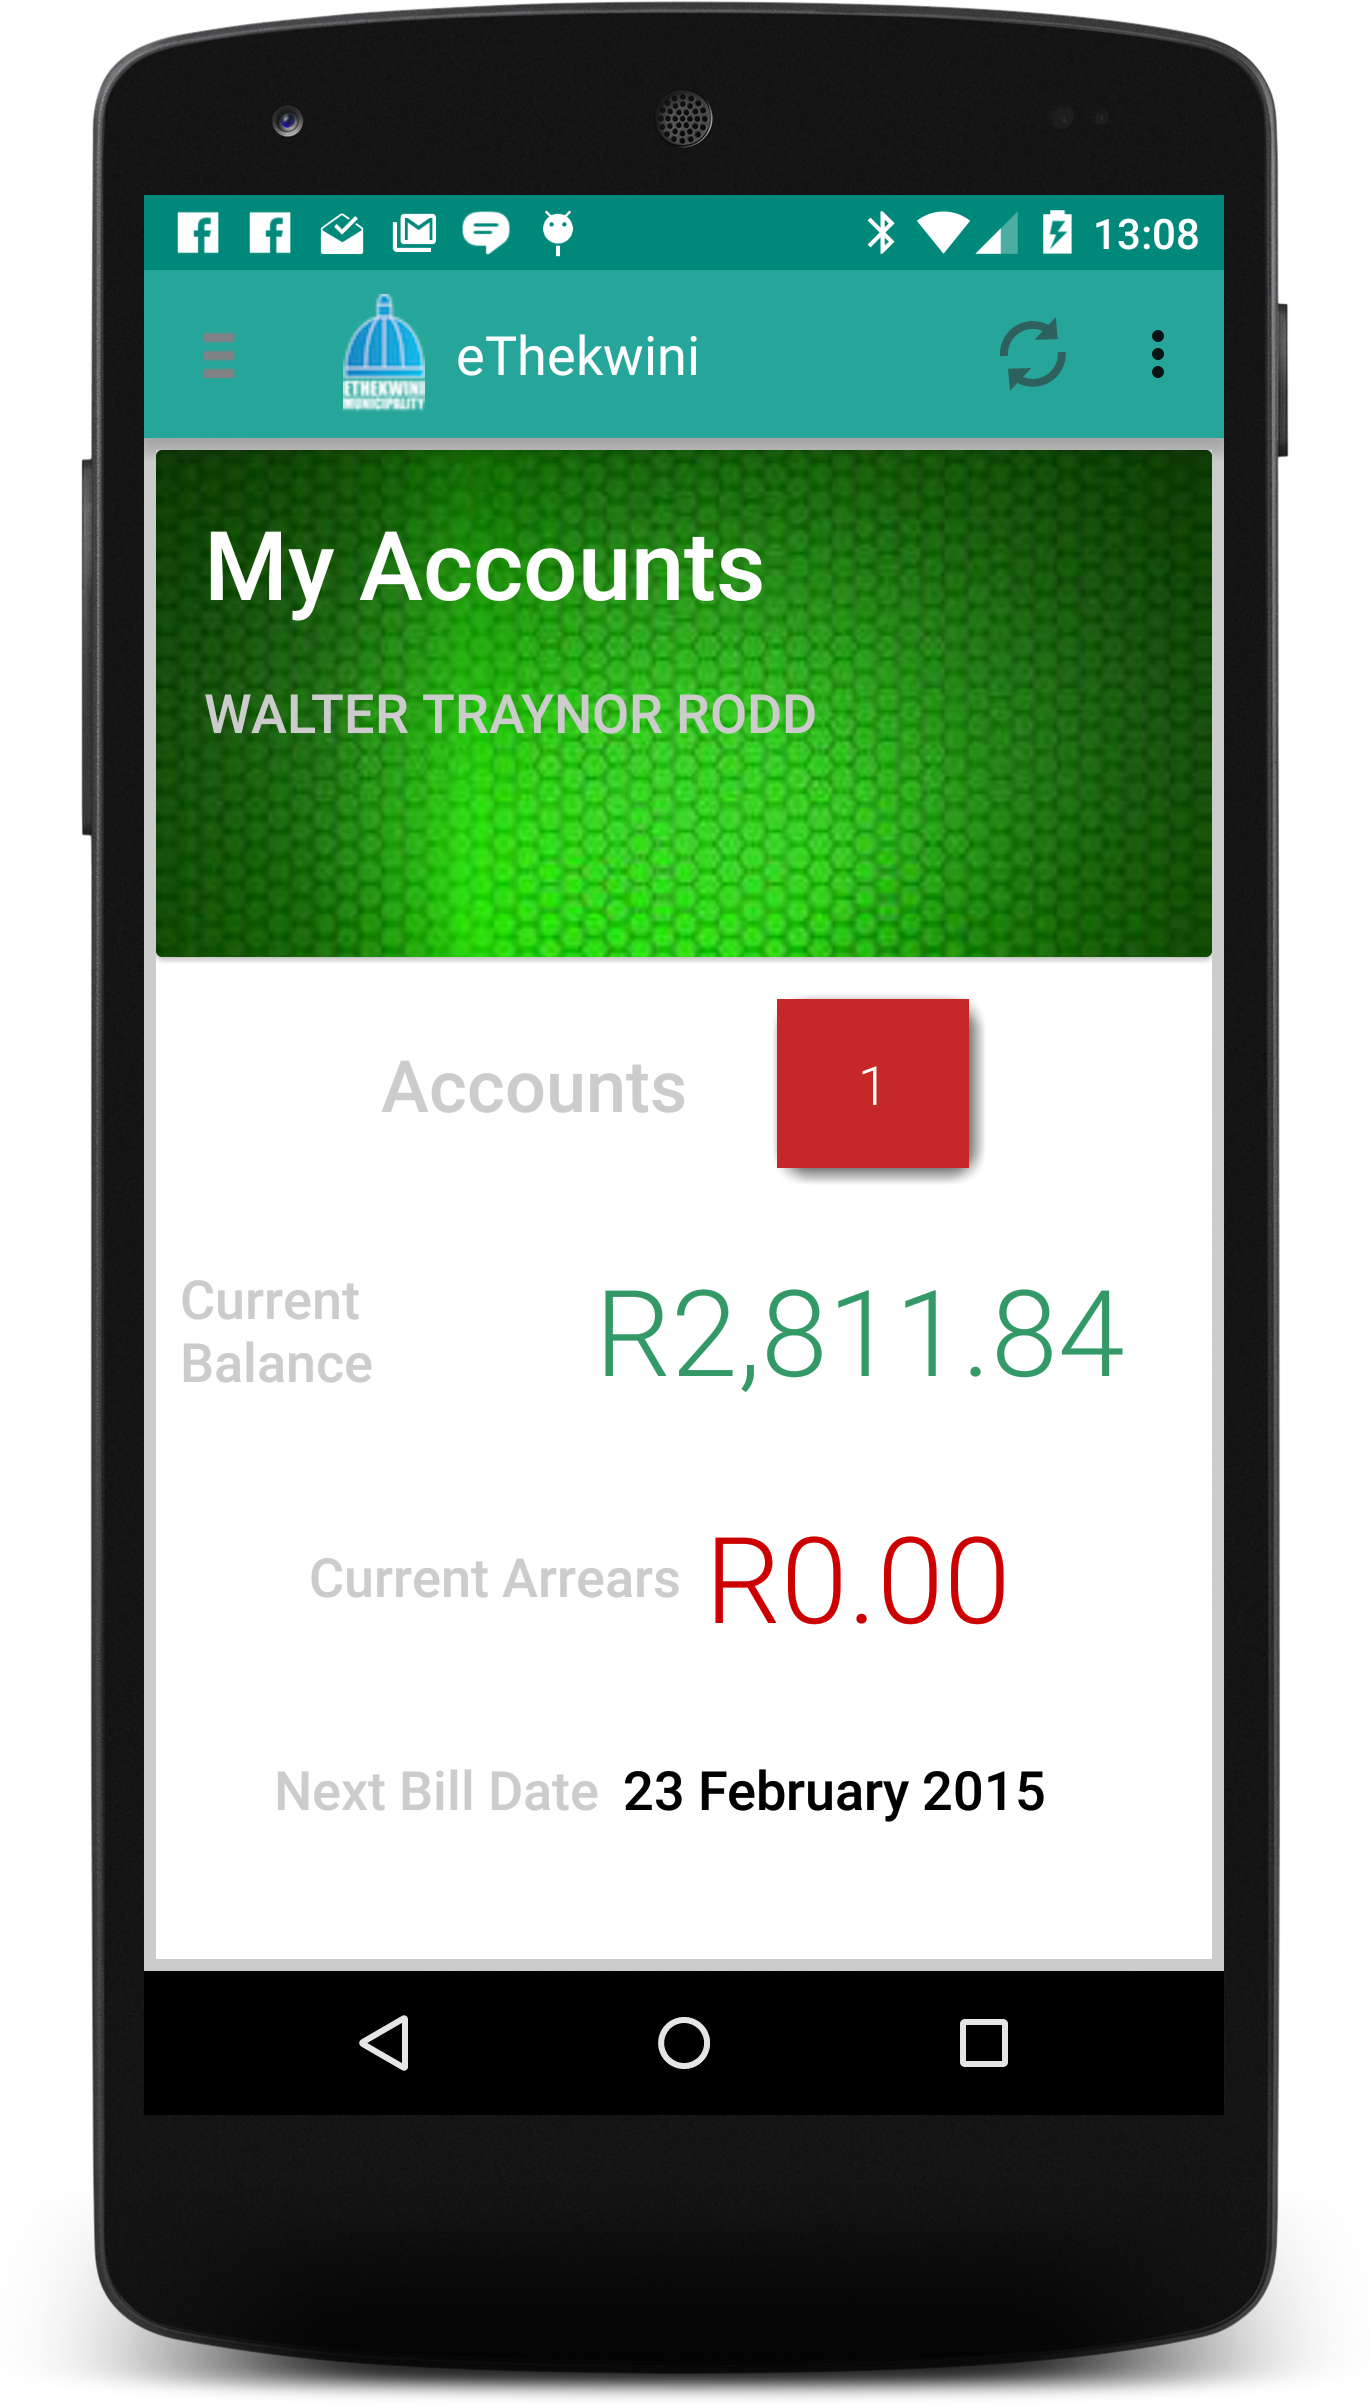 13:08
ETHEKWINI
MUNICIPALITY
eThekwini
My Accounts
WALTER TRAYNOR RODD
Accounts 1
Current
Balance
R2,811.84
Current Arrears R0.00
Next Bill Date 23 February 2015